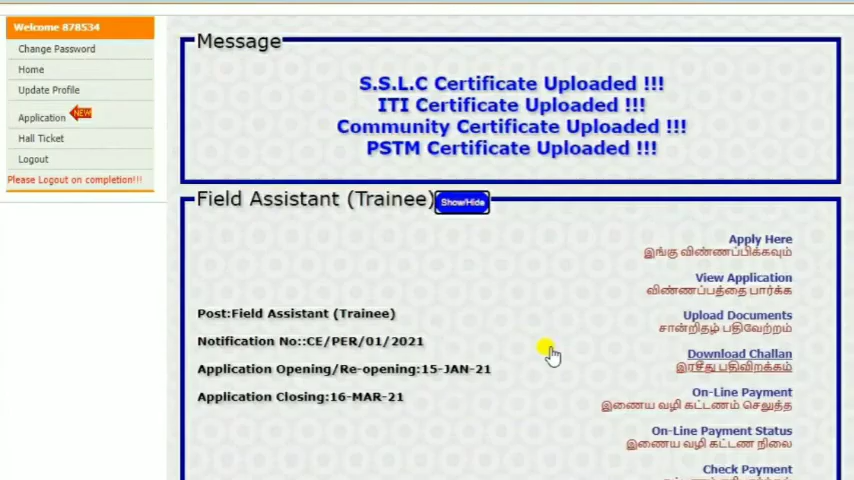 Welcome 878534
Change Password
Home
Update Profile
Application NEW
Hall Ticket
Logout
Please Logout on completion!!!
Message
S.S.L.C Certificate Uploaded !!!
ITI Certificate Uploaded !!!
Community Certificate Uploaded !!!
PSTM Certificate Uploaded !!!
Field Assistant (Trainee) Show/Hide
Apply Here
இங்கு விண்ணப்பிக்கவும்
View Application
விண்ணப்பத்தை பார்க்க
Upload Documents
சான்றிதழ் பதிவேற்றம்
Download Challan
இரசீது பதிவிறக்கம்
On-Line Payment
இணைய வழி கட்டணம் செலுத்த
On-Line Payment Status
இணைய வழி கட்டண நிலை
Check Payment
Post:Field Assistant (Trainee)
Notification No::CE/PER/01/2021
Application Opening/Re-opening:15-JAN-21
Application Closing:16-MAR-21